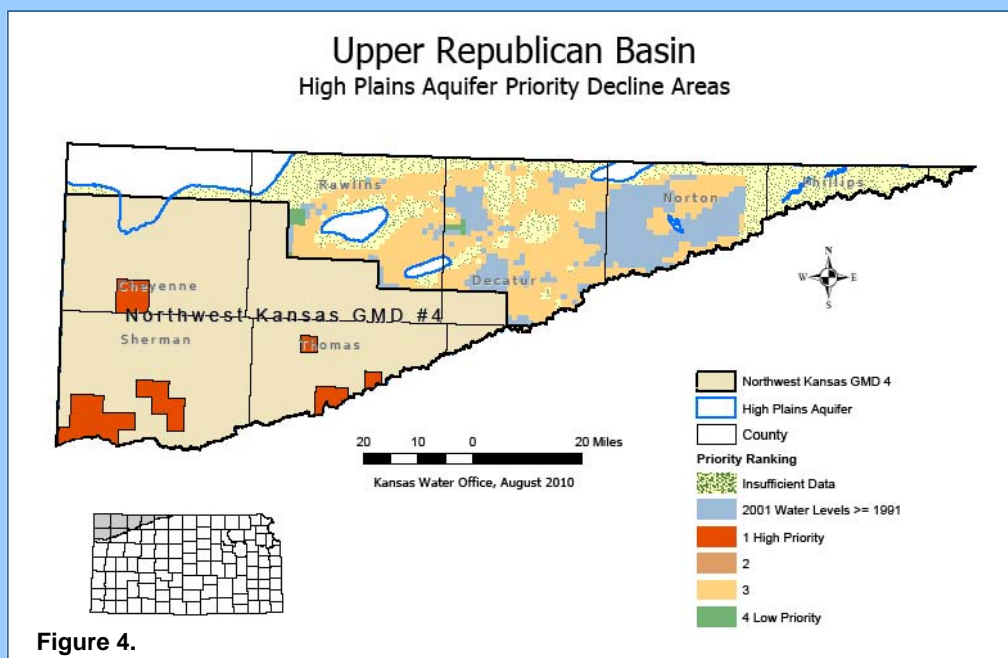 Upper Republican Basin
High Plains Aquifer Priority Decline Areas
Rawlins
Phillips
Norton
Decatur
Cheyenne
Northwest Kansas GMD #4
Sherman
Thomas
N
W E
S
20 10 0 20 Miles
Kansas Water Office, August 2010
Northwest Kansas GMD 4
High Plains Aquifer
County
Priority Ranking
Insufficient Data
2001 Water Levels >= 1991
1 High Priority
2
3
4 Low Priority
Figure 4.